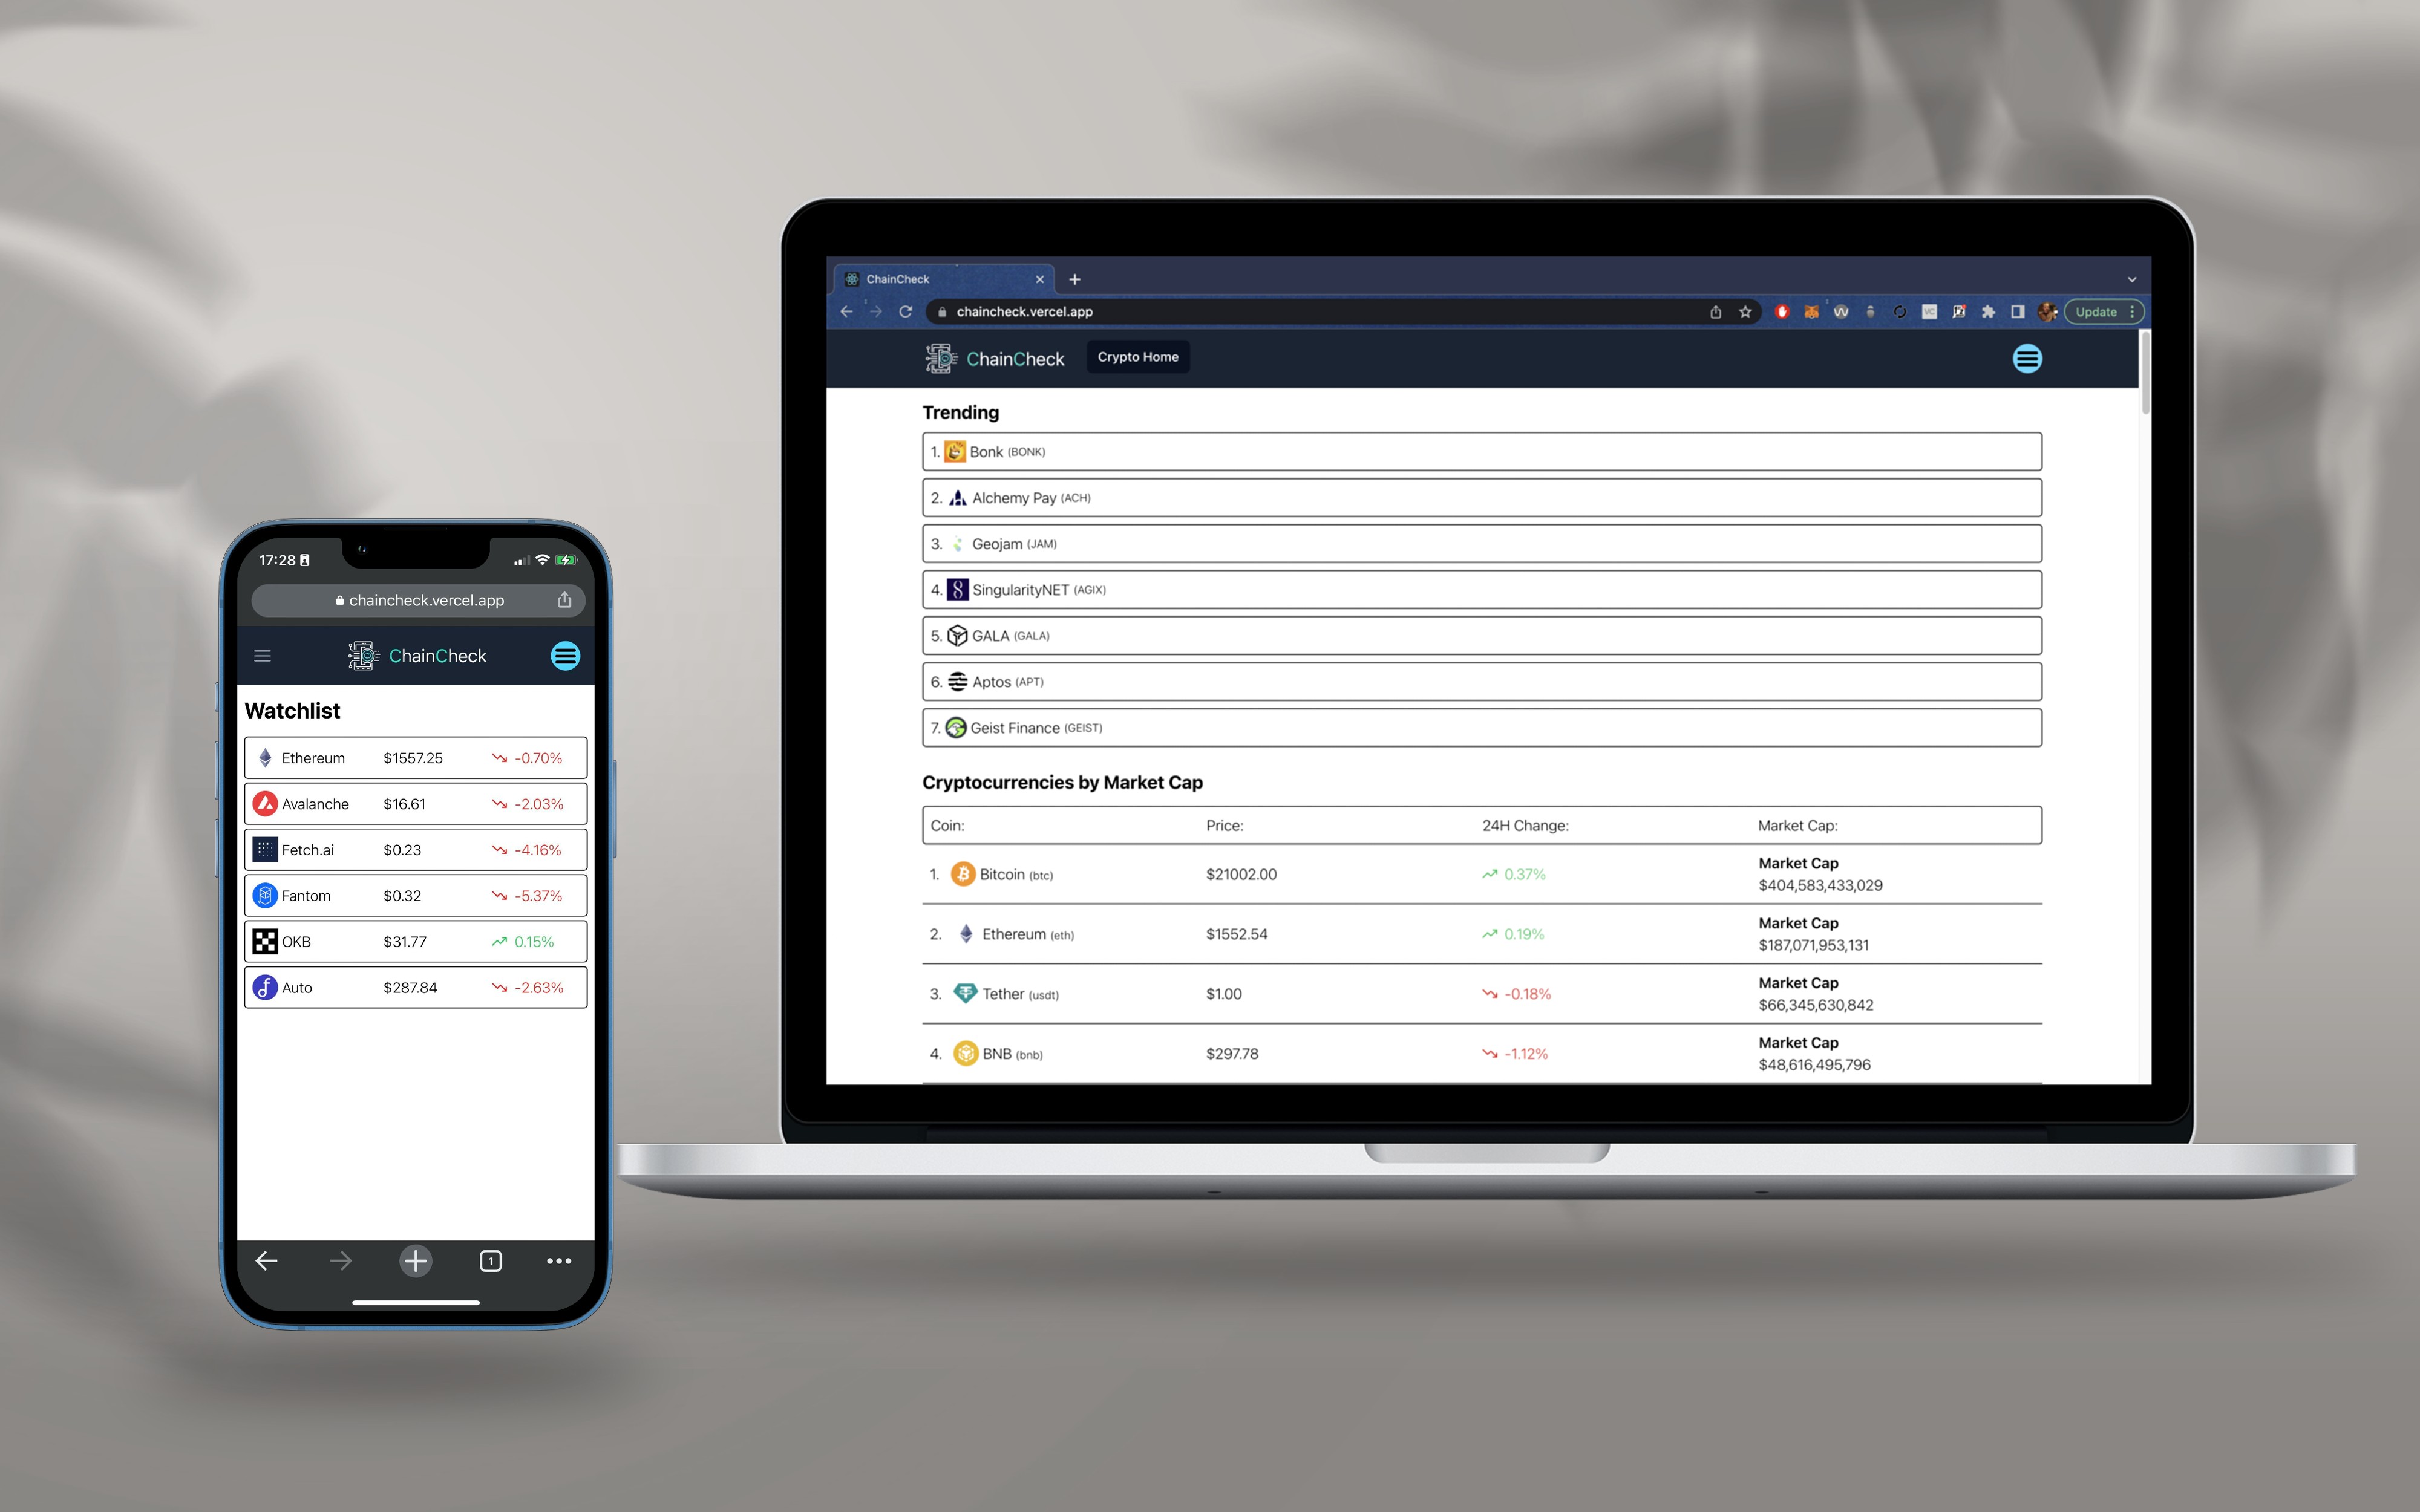 17:28
chaincheck.vercel.app
ChainCheck
Watchlist
Ethereum $1557.25 -0.70%
Avalanche $16.61 -2.03%
Fetch.ai $0.23 -4.16%
Fantom $0.32 -5.37%
OKB $31.77 0.15%
Auto $287.84 -2.63%
1
ChainCheck
chaincheck.vercel.app
Update
ChainCheck Crypto Home
Trending
1. Bonk (BONK)
2. Alchemy Pay (ACH)
3. Geojam (JAM)
4. SingularityNET (AGIX)
5. GALA (GALA)
6. Aptos (APT)
7. Geist Finance (GEIST)
Cryptocurrencies by Market Cap
Coin: Price: 24H Change: Market Cap:
Market Cap
1. Bitcoin (btc) $21002.00 0.37%
$404,583,433,029
Market Cap
2. Ethereum (eth) $1552.54 0.19%
$187,071,953,131
Market Cap
3. Tether (usdt) $1.00 -0.18%
$66,345,630,842
Market Cap
4. BNB (bnb) $297.78 -1.12%
$48,616,495,796